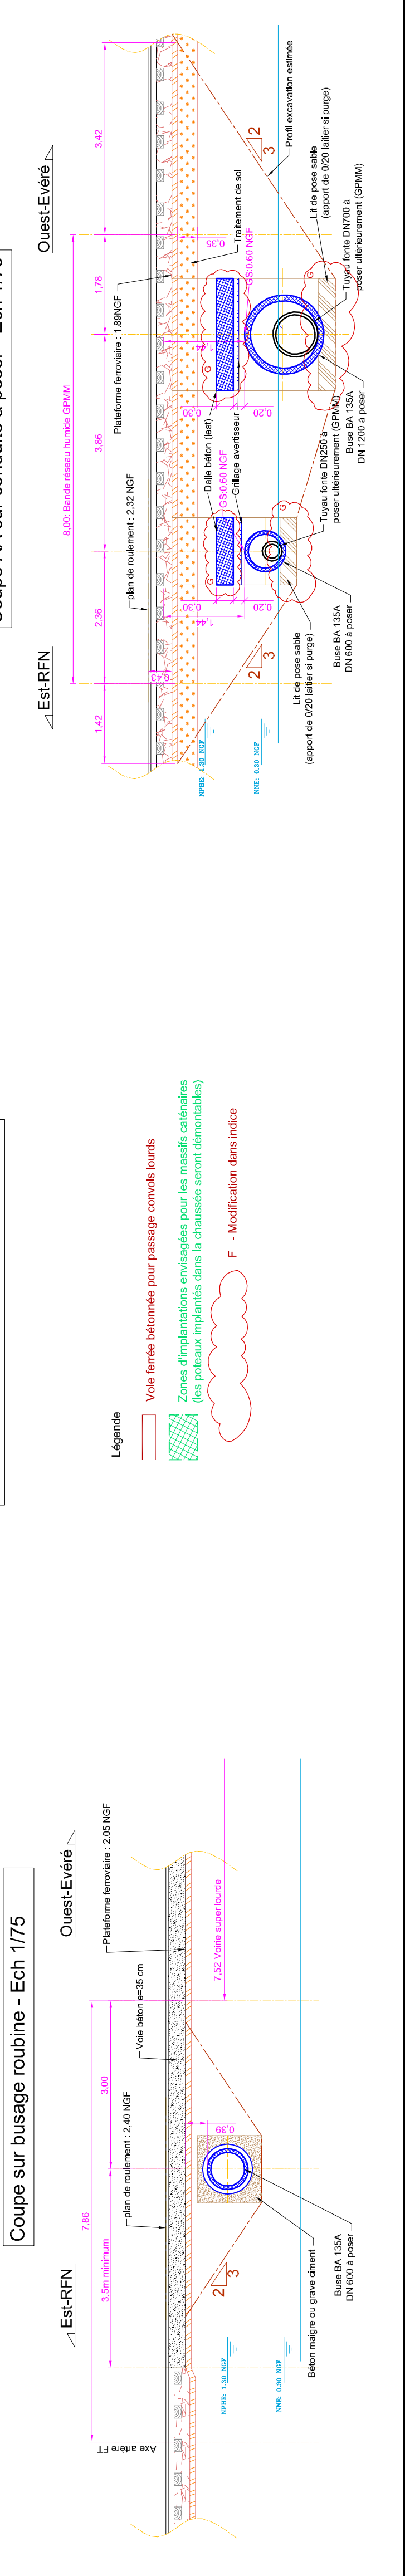 Coupe sur busage roubine - Ech 1/75
Est-RFN
Ouest-Evéré
7,86
3,5m minimum
3,00
plan de roulement : 2,40 NGF
Voie béton e=35 cm
Plateforme ferroviaire : 2.05 NGF
7,52 Voirie super lourde
Axe artère FT
0,39
2
3
NPHE: 1.30 NGF
NNE: 0.30 NGF
Béton maigre ou grave ciment
Buse BA 135A
DN 600 à poser
Légende
Voie ferrée bétonnée pour passage convois lourds
Zones d'implantations envisagées pour les massifs caténaires
(les poteaux implantés dans la chaussée seront démontables)
F - Modification dans indice
Est-RFN
Ouest-Evéré
8,00: Bande réseau humide GPMM
1,42
2,36
3,86
1,78
3,42
plan de roulement : 2,32 NGF
Plateforme ferroviaire : 1.89NGF
0,43
0,35
1,44
1,44
0,30
0,20
0,30
0,20
G
G
G
G
GS:0.60 NGF
GS:0.60 NGF
Dalle béton (lest)
Grillage avertisseur
Traitement de sol
Profil excavation estimée
2
3
2
3
NPHE: 1.30 NGF
NNE: 0.30 NGF
Lit de pose sable
(apport de 0/20 laitier si purge)
Buse BA 135A
DN 600 à poser
Tuyau fonte DN250 à
poser ultérieurement (GPMM)
Buse BA 135A
DN 1200 à poser
Tuyau fonte DN700 à
poser ultérieurement (GPMM)
Lit de pose sable
(apport de 0/20 laitier si purge)